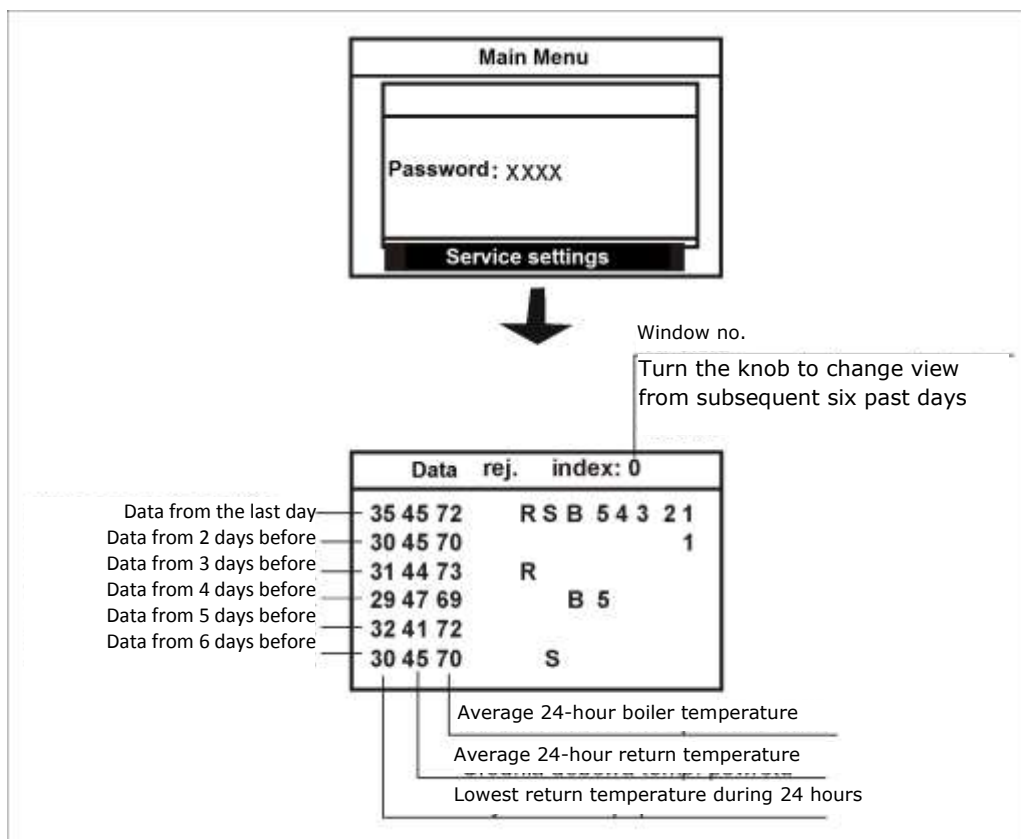 Main Menu
Password: XXXX
Service settings
Window no.
Turn the knob to change view
from subsequent six past days
Data rej. index: 0
Data from the last day
Data from 2 days before
Data from 3 days before
Data from 4 days before
Data from 5 days before
Data from 6 days before
35 45 72 R S B 5 4 3 2 1
30 45 70 1
31 44 73 R
29 47 69 B 5
32 41 72
30 45 70 S
Average 24-hour boiler temperature
Average 24-hour return temperature
Lowest return temperature during 24 hours